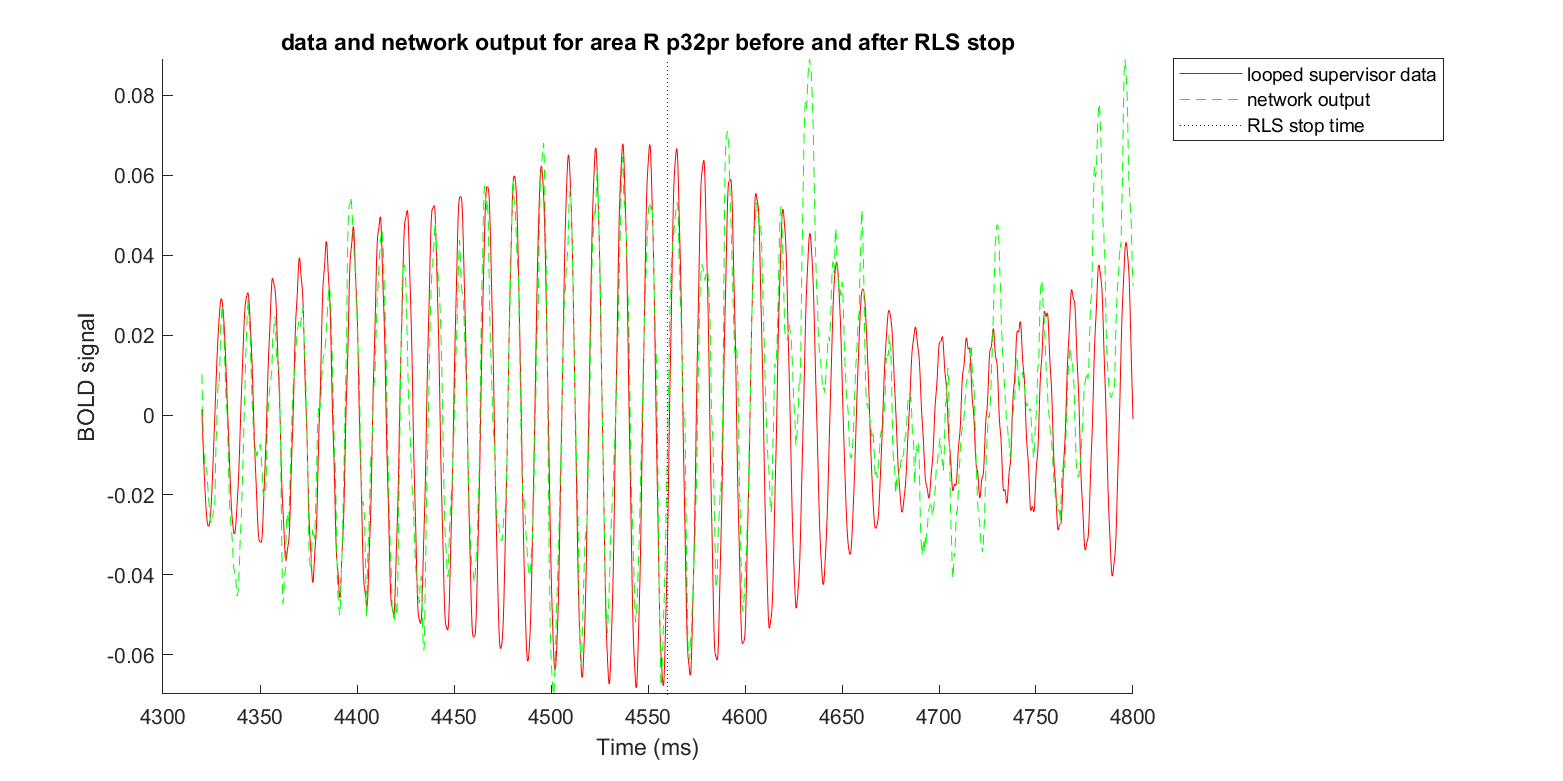 data and network output for area R p32pr before and after RLS stop
looped supervisor data
network output
RLS stop time
BOLD signal
0.08
0.06
0.04
0.02
0
-0.02
-0.04
-0.06
4300 4350 4400 4450 4500 4550 4600 4650 4700 4750 4800
Time (ms)